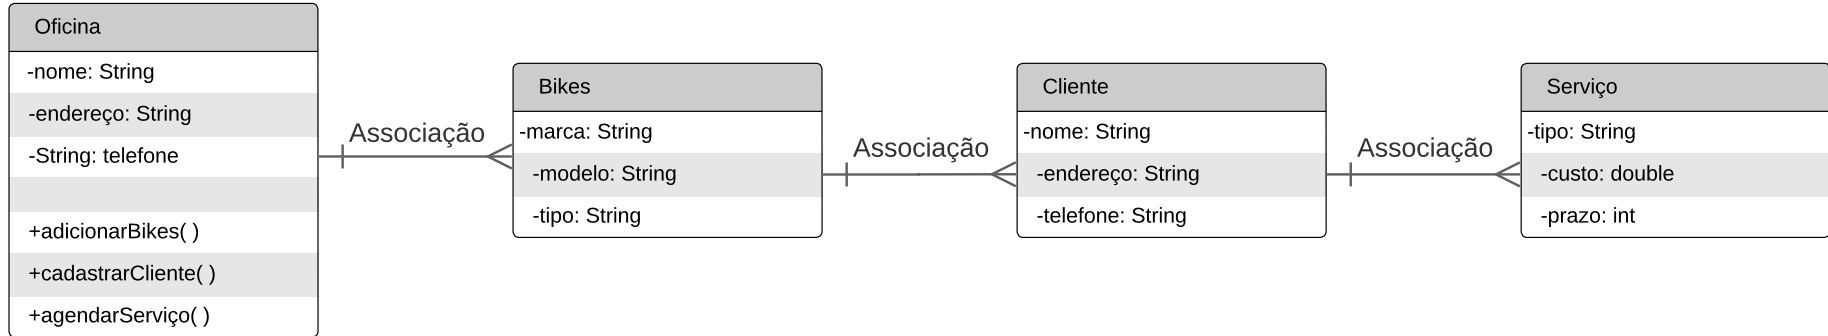 Oficina
-nome: String
-endereço: String
-String: telefone
+adicionarBikes( )
+cadastrarCliente( )
+agendarServiço( )
Associação
Bikes
-marca: String
-modelo: String
-tipo: String
Associação
Cliente
-nome: String
-endereço: String
-telefone: String
Associação
Serviço
-tipo: String
-custo: double
-prazo: int